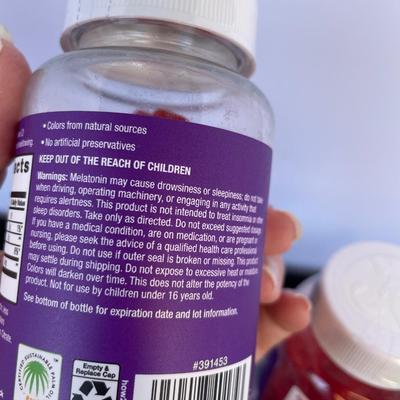 • Colors from natural sources
• No artificial preservatives
KEEP OUT OF THE REACH OF CHILDREN
Warnings: Melatonin may cause drowsiness or sleepiness; do not take
when driving, operating machinery, or engaging in any activity that
requires alertness. This product is not intended to treat insomnia or other
sleep disorders. Take only as directed. Do not exceed suggested dosage.
If you have a medical condition, are on medication, or are pregnant or
nursing, please seek the advice of a qualified health care professional
before using. Do not use if outer seal is broken or missing. This product
may settle during shipping. Do not expose to excessive heat or moisture.
Colors will darken over time. This does not alter the potency of the
product. Not for use by children under 16 years old.
See bottom of bottle for expiration date and lot information.
#391453
CERTIFIED SUSTAINABLE PALM OIL
Empty &
Replace Cap
how2
cts